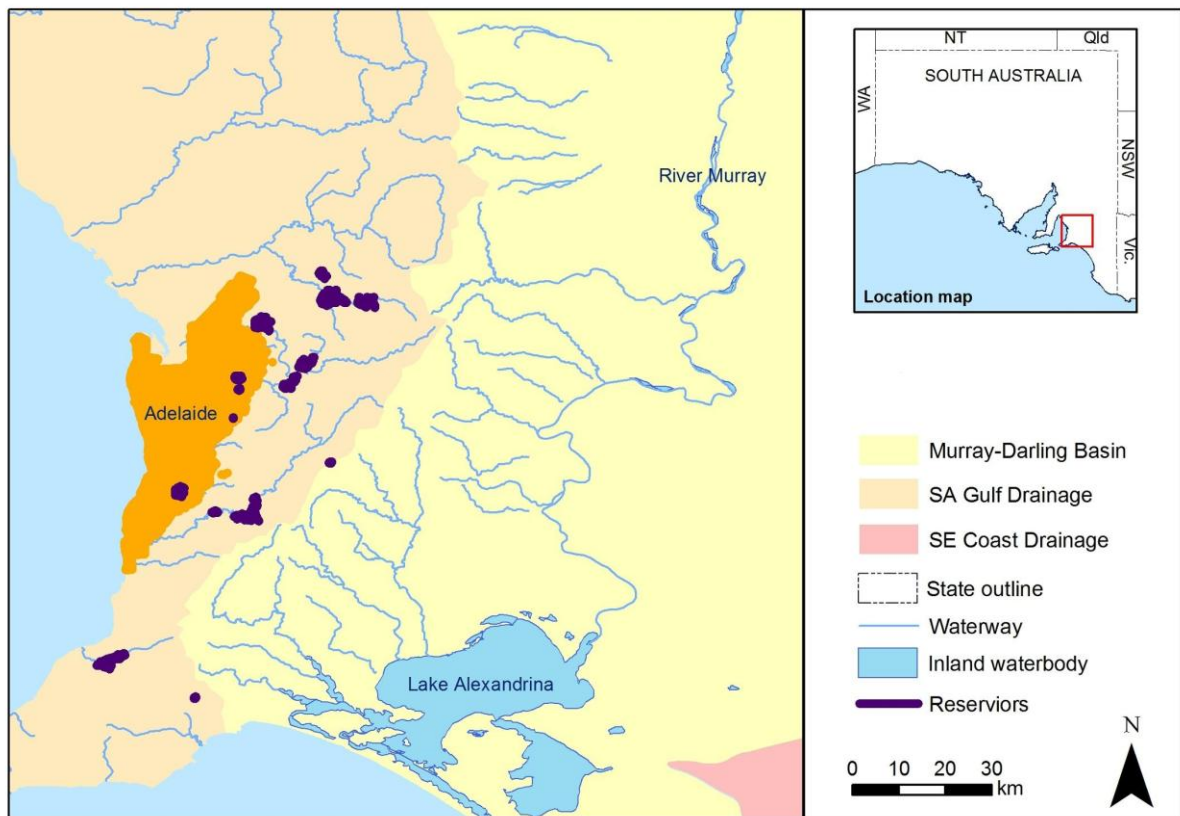 River Murray
Adelaide
Lake Alexandrina
NT
Qld
SOUTH AUSTRALIA
WA
NSW
Vic.
Location map
Murray-Darling Basin
SA Gulf Drainage
SE Coast Drainage
State outline
Waterway
Inland waterbody
Reserviors
N
0 10 20 30
km